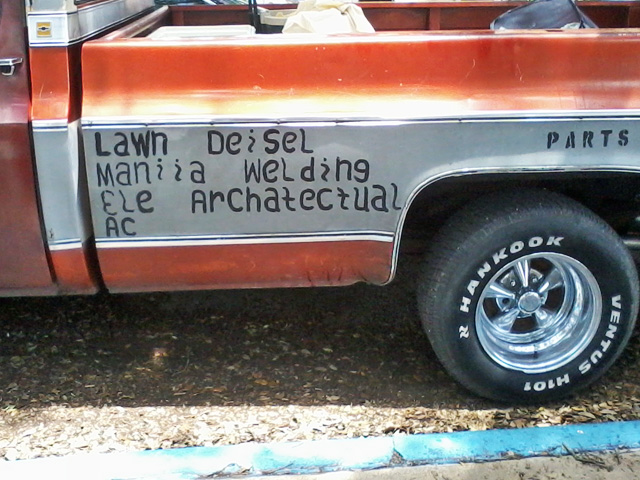 Lawn Deisel
Maniia Welding
Ele Archatectual
AC
PARTS
HANKOOK
VENTUS H101